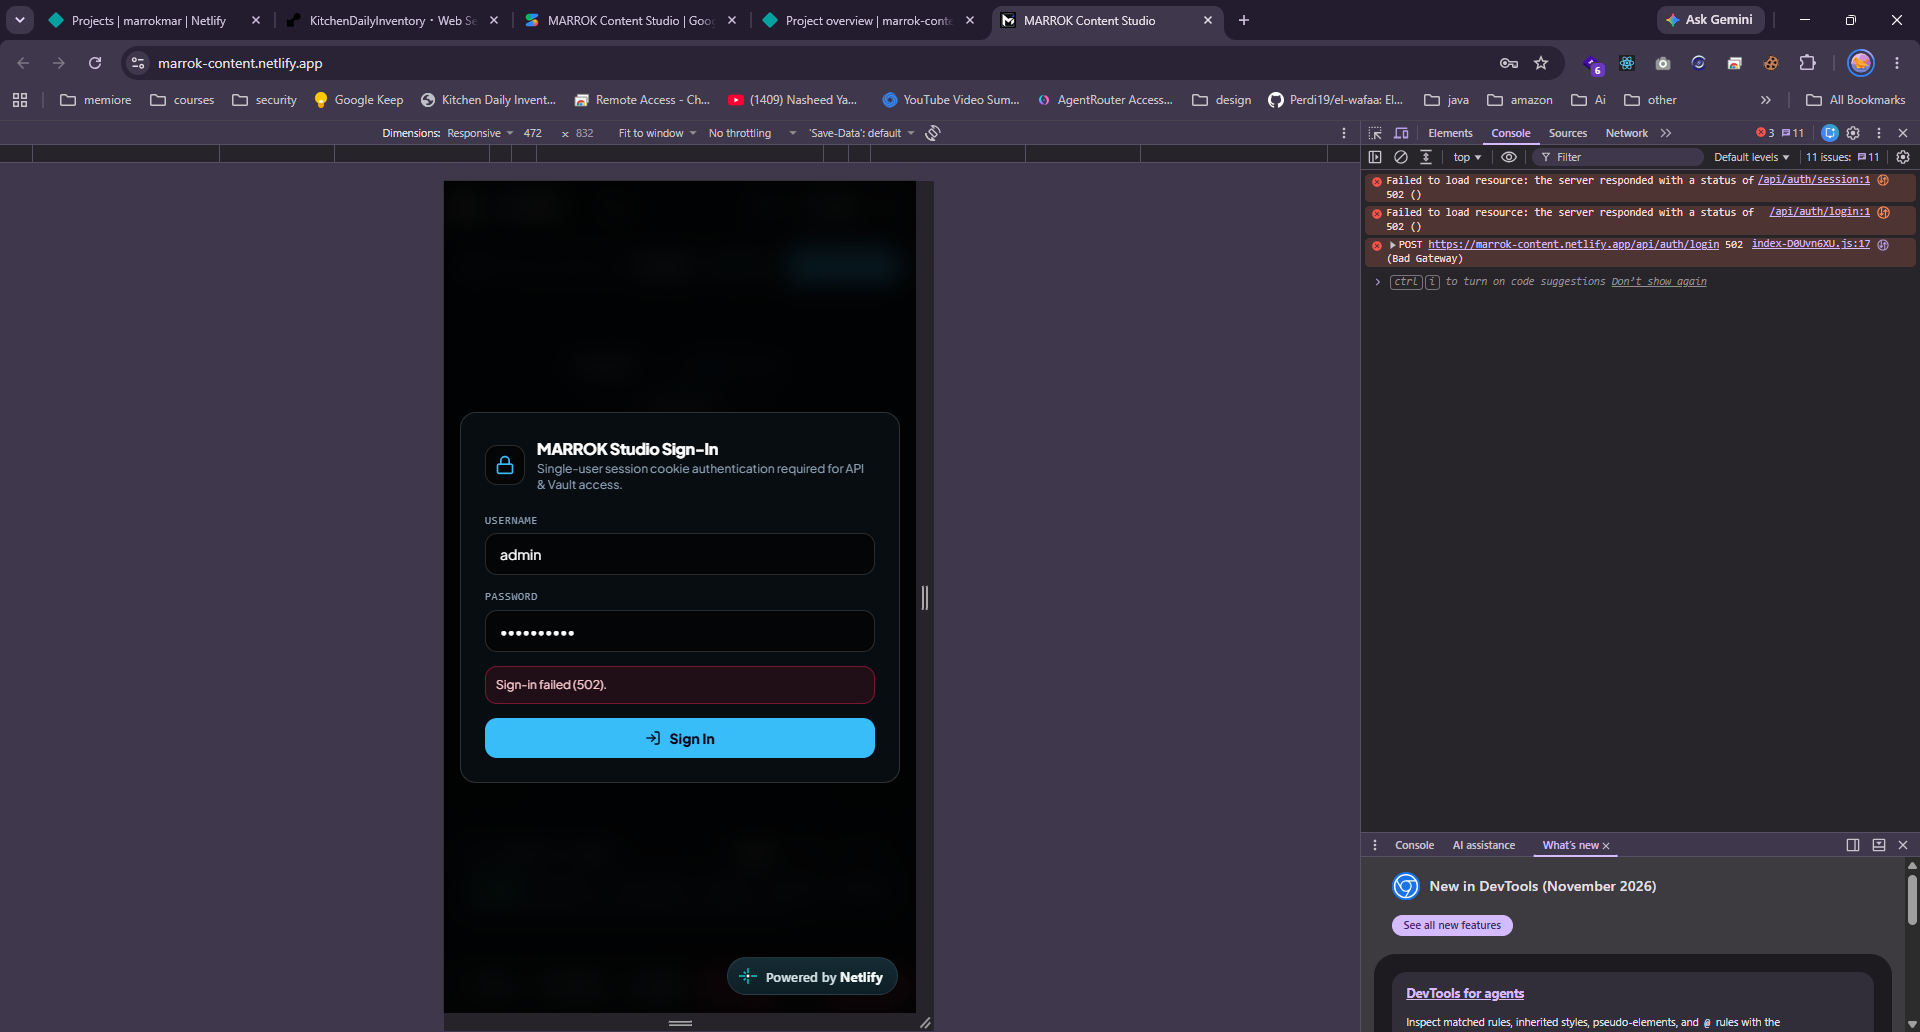 Projects | marrokmar | Netlify
KitchenDailyInventory · Web Se
MARROK Content Studio | Goo
Project overview | marrok-conte
MARROK Content Studio
Ask Gemini
marrok-content.netlify.app
6
memiore
courses
security
Google Keep
Kitchen Daily Invent...
Remote Access - Ch...
(1409) Nasheed Ya...
YouTube Video Sum...
AgentRouter Access...
design
Perdi19/el-wafaa: El...
java
amazon
Ai
other
All Bookmarks
Dimensions: Responsive 472 x 832 Fit to window No throttling 'Save-Data': default
Elements Console Sources Network 3 11
top Filter Default levels 11 issues: 11
Failed to load resource: the server responded with a status of /api/auth/session:1
502 ()
Failed to load resource: the server responded with a status of /api/auth/login:1
502 ()
POST https://marrok-content.netlify.app/api/auth/login 502 index-D0Uvn6XU.js:17
(Bad Gateway)
ctrl i to turn on code suggestions Don't show again
MARROK Studio Sign-In
Single-user session cookie authentication required for API
& Vault access.
USERNAME
admin
PASSWORD
Sign-in failed (502).
Sign In
Powered by Netlify
Console AI assistance What's new
New in DevTools (November 2026)
See all new features
DevTools for agents
Inspect matched rules, inherited styles, pseudo-elements, and @ rules with the